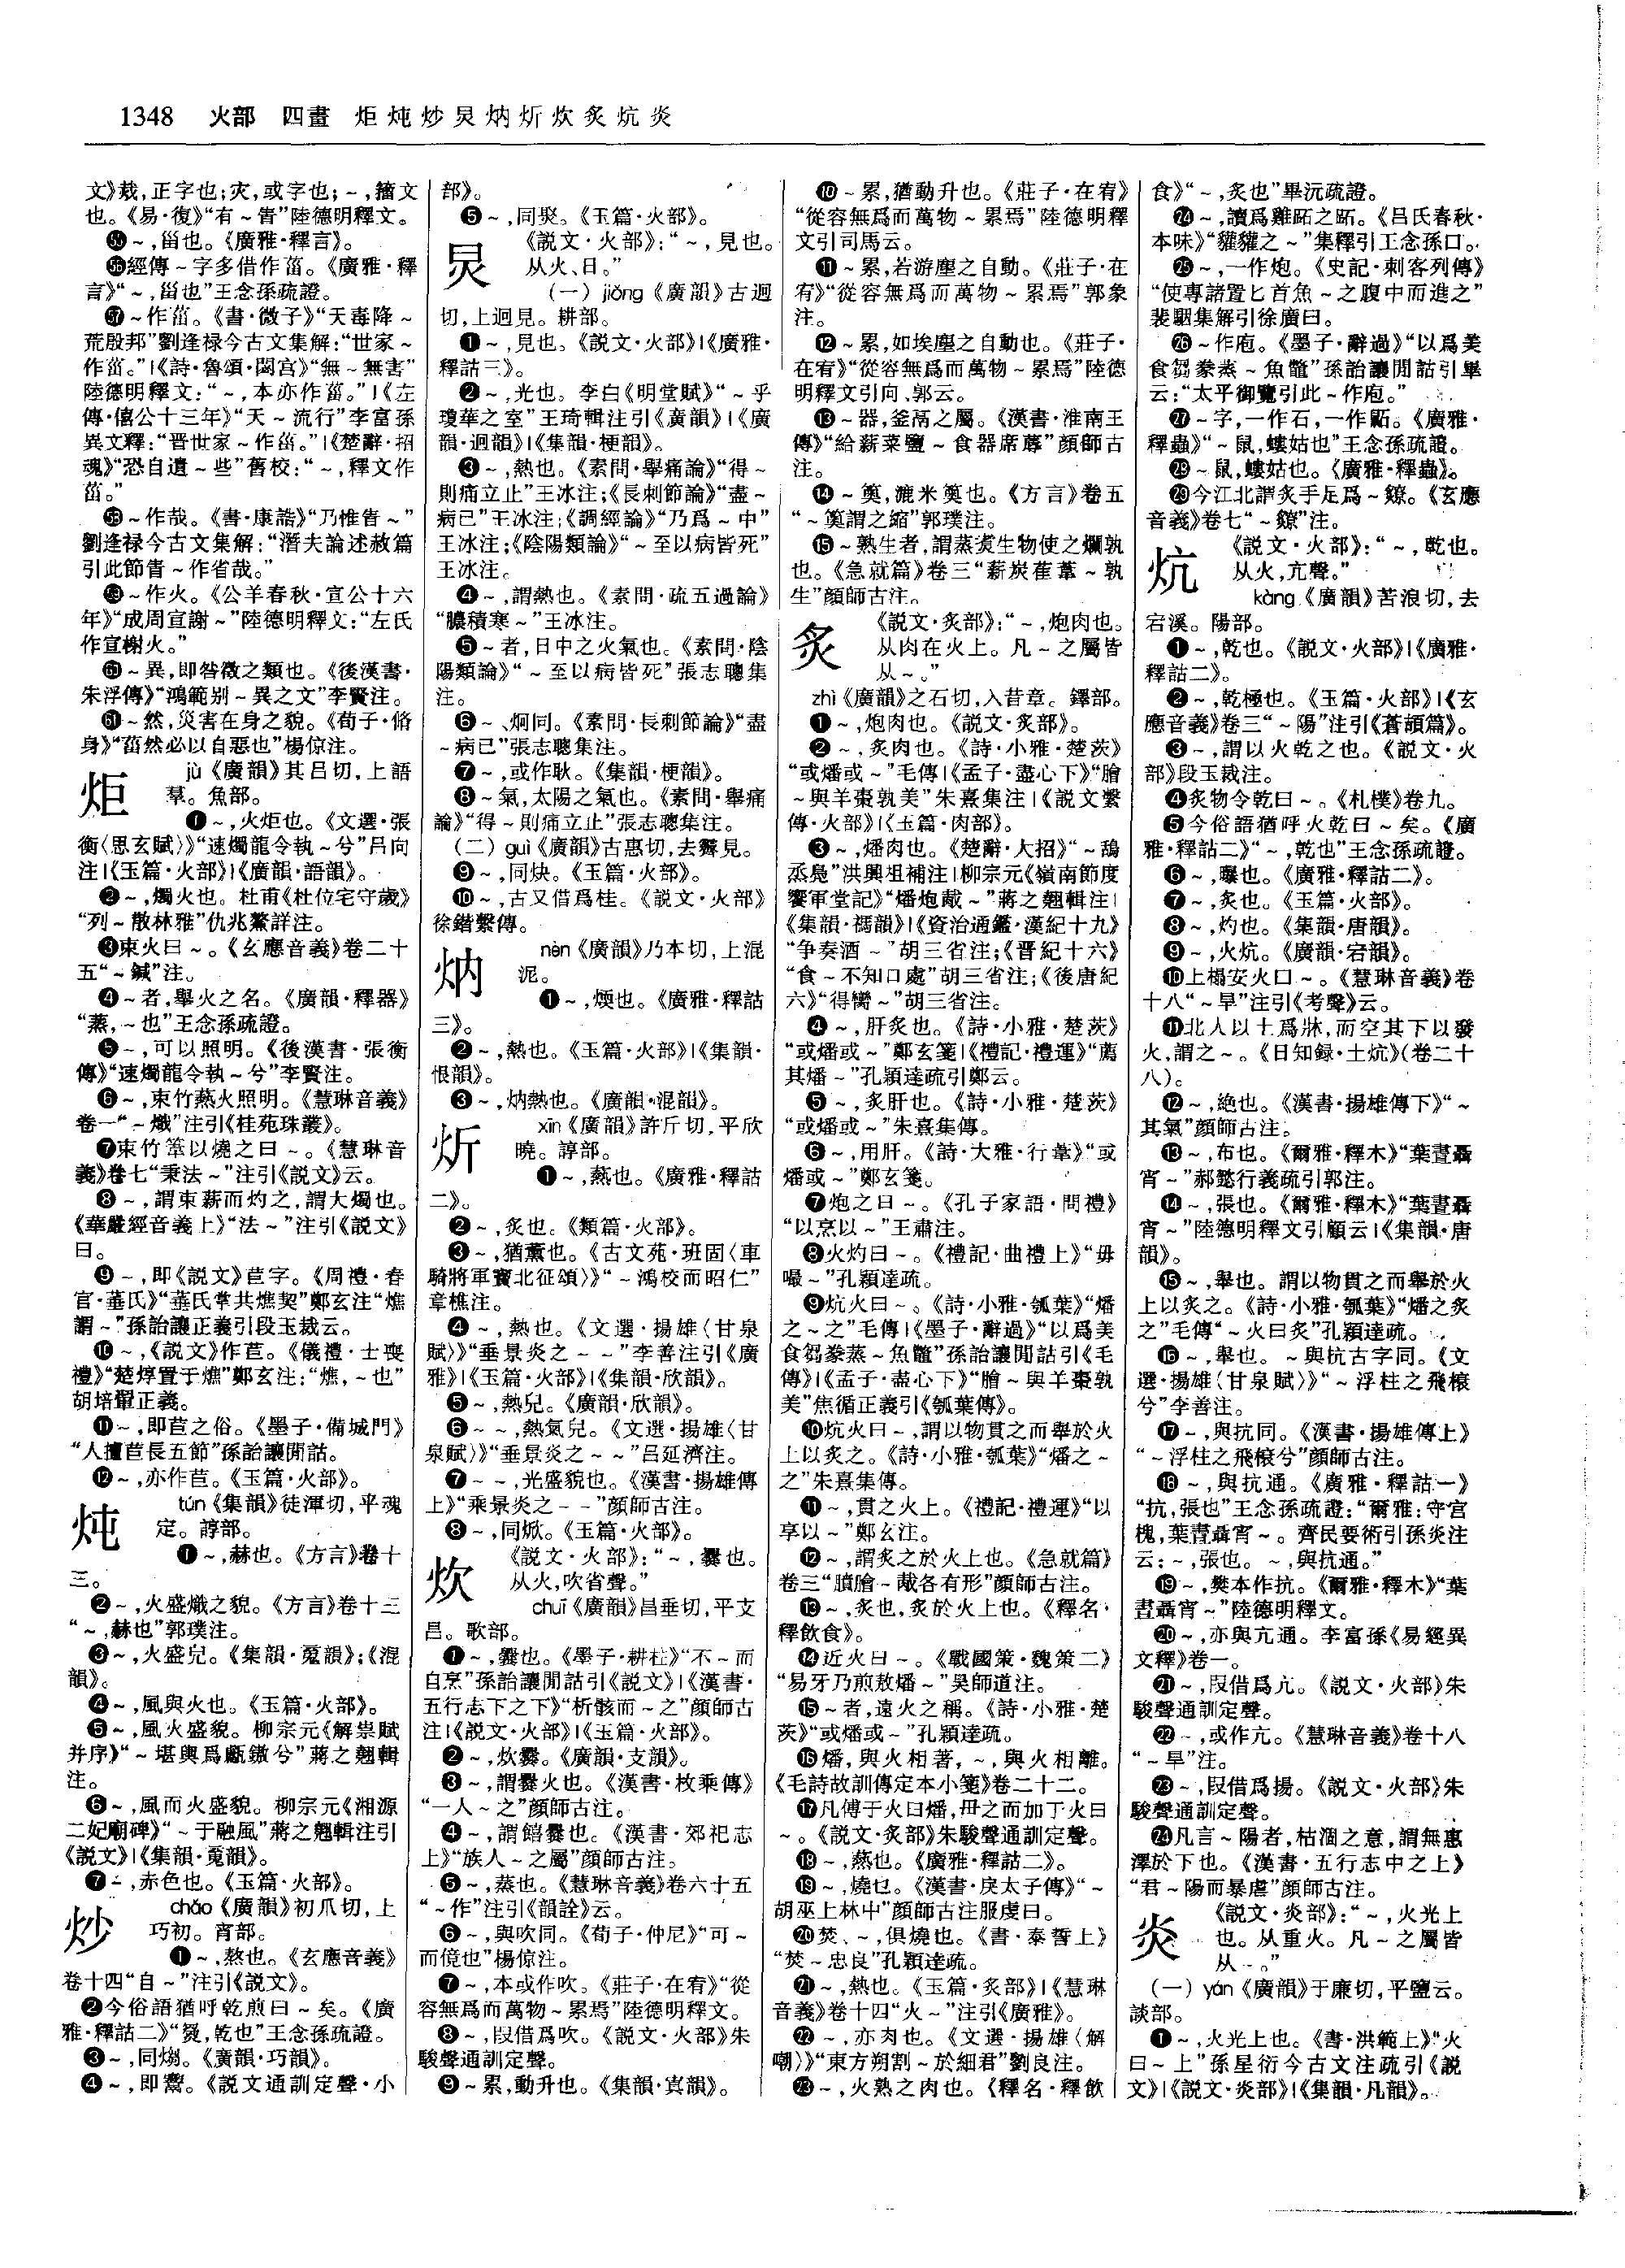 1348 火部 四畫 炬炖炒炅炳炘炊炙炕炎
文》烖,正字也;灾,或字也;~,籀文
也。《易·復》“有~眚”陸德明釋文。
55~,甾也。《廣雅·釋言》。
56經傳~字多借作菑。《廣雅·釋
言》“~,甾也”王念孫疏證。
57~作菑。《書·微子》“天毒降~
荒殷邦”劉逢禄今古文集解:“世家~
作菑。”|《詩·魯頌·閟宫》“無~無害”
陸德明釋文:“~,本亦作菑。”|《左
傳·僖公十三年》“天~流行”李富孫
異文釋:“晋世家~作菑。”|《楚辭·招
魂》“恐自遺~些”舊校:“~,釋文作
菑。”
58~作哉。《書·康誥》“乃惟眚~”
劉逢禄今古文集解:“潛夫論述赦篇
引此節眚~作省哉。”
59~作火。《公羊春秋·宣公十六
年》“成周宣謝~”陸德明釋文:“左氏
作宣榭火。”
60~異,即咎徵之類也。《後漢書·
朱浮傳》“鴻範别~異之文”李賢注。
61~然,災害在身之貌。《荀子·脩
身》“菑然必以自惡也”楊倞注。
炬 jù《廣韻》其吕切,上語
羣。魚部。
❶~,火炬也。《文選·張
衡〈思玄賦〉》“速燭龍令執~兮”吕向
注|《玉篇·火部》|《廣韻·語韻》。
❷~,燭火也。杜甫《杜位宅守歲》
“列~散林雅”仇兆鰲詳注。
❸束火曰~。《玄應音義》卷二十
五“~鍼”注。
❹~者,舉火之名。《廣韻·釋器》
“蒸,~也”王念孫疏證。
❺~,可以照明。《後漢書·張衡
傳》“速燭龍令執~兮”李賢注。
❻~,束竹爇火照明。《慧琳音義》
卷一“~熾”注引《桂苑珠叢》。
❼束竹葦以燒之曰~。《慧琳音
義》卷七“秉法~”注引《説文》云。
❽~,謂束薪而灼之,謂大燭也。
《華嚴經音義上》“法~”注引《説文》
曰。
❾~,即《説文》苣字。《周禮·春
官·菙氏》“菙氏掌共燋契”鄭玄注“燋
謂~”孫詒讓正義引段玉裁云。
❿~,《説文》作苣。《儀禮·士喪
禮》“楚焞置于燋”鄭玄注:“燋,~也”
胡培翬正義。
⓫~,即苣之俗。《墨子·備城門》
“人擅苣長五節”孫詒讓閒詁。
⓬~,亦作苣。《玉篇·火部》。
炖 tún《集韻》徒渾切,平魂
定。諄部。
❶~,赫也。《方言》卷十
三。
❷~,火盛熾之貌。《方言》卷十三
“~,赫也”郭璞注。
❸~,火盛皃。《集韻·䰟韻》;《混
韻》。
❹~,風與火也。《玉篇·火部》。
❺~,風火盛貌。柳宗元《解祟賦
并序》“~堪輿爲甗鏾兮”蔣之翹輯
注。
❻~,風而火盛貌。柳宗元《湘源
二妃廟碑》“~于融風”蔣之翹輯注引
《説文》|《集韻·䰟韻》。
❼~,赤色也。《玉篇·火部》。
炒 chǎo《廣韻》初爪切,上
巧初。宵部。
❶~,熬也。《玄應音義》
卷十四“自~”注引《説文》。
❷今俗語猶呼乾煎曰~矣。《廣
雅·釋詁二》“㷅,乾也”王念孫疏證。
❸~,同㷅。《廣韻·巧韻》。
❹~,即鬻。《説文通訓定聲·小
部》。
❺~,同㷅。《玉篇·火部》。
炅 《説文·火部》:“~,見也。
从火、日。”
(一) jiǒng《廣韻》古迥
切,上迥見。耕部。
❶~,見也。《説文·火部》|《廣雅·
釋詁三》。
❷~,光也。李白《明堂賦》“~乎
瓊華之室”王琦輯注引《廣韻》|《廣
韻·迥韻》|《集韻·梗韻》。
❸~,熱也。《素問·舉痛論》“得~
則痛立止”王冰注;《長刺節論》“盡~
病已”王冰注;《調經論》“乃爲~中”
王冰注;《陰陽類論》“~至以病皆死”
王冰注。
❹~,謂熱也。《素問·疏五過論》
“膿積寒~”王冰注。
❺~者,日中之火氣也。《素問·陰
陽類論》“~至以病皆死”張志聰集
注。
❻~、炯同。《素問·長刺節論》“盡
~病已”張志聰集注。
❼~,或作耿。《集韻·梗韻》。
❽~氣,太陽之氣也。《素問·舉痛
論》“得~則痛立止”張志聰集注。
(二) guì《廣韻》古惠切,去霽見。
❾~,同炔。《玉篇·火部》。
❿~,古又借爲桂。《説文·火部》
徐鍇繫傳。
炳 nèn《廣韻》乃本切,上混
泥。
❶~,煗也。《廣雅·釋詁
三》。
❷~,熱也。《玉篇·火部》|《集韻·
恨韻》。
❸~,炳熱也。《廣韻·混韻》。
炘 xīn《廣韻》許斤切,平欣
曉。諄部。
❶~,爇也。《廣雅·釋詁
二》。
❷~,炙也。《類篇·火部》。
❸~,猶薰也。《古文苑·班固〈車
騎將軍竇北征頌〉》“~鴻校而昭仁”
章樵注。
❹~,熱也。《文選·揚雄〈甘泉
賦〉》“垂景炎之~~”李善注引《廣
雅》|《玉篇·火部》|《集韻·欣韻》。
❺~,熱皃。《廣韻·欣韻》。
❻~~,熱氣皃。《文選·揚雄〈甘
泉賦〉》“垂景炎之~~”吕延濟注。
❼~~,光盛貌也。《漢書·揚雄傳
上》“乘景炎之~~”顔師古注。
❽~,同焮。《玉篇·火部》。
炊 《説文·火部》:“~,爨也。
从火,吹省聲。”
chuī《廣韻》昌垂切,平支
昌。歌部。
❶~,爨也。《墨子·耕柱》“不~而
自烹”孫詒讓閒詁引《説文》|《漢書·
五行志下之下》“析骸而~之”顔師古
注|《説文·火部》|《玉篇·火部》。
❷~,炊爨。《廣韻·支韻》。
❸~,謂爨火也。《漢書·枚乘傳》
“一人~之”顔師古注。
❹~,謂饎爨也。《漢書·郊祀志
上》“族人~之屬”顔師古注。
❺~,蒸也。《慧琳音義》卷六十五
“~作”注引《韻詮》云。
❻~,與吹同。《荀子·仲尼》“可~
而傹也”楊倞注。
❼~,本或作吹。《莊子·在宥》“從
容無爲而萬物~累焉”陸德明釋文。
❽~,叚借爲吹。《説文·火部》朱
駿聲通訓定聲。
❾~累,動升也。《集韻·寘韻》。
❿~累,猶動升也。《莊子·在宥》
“從容無爲而萬物~累焉”陸德明釋
文引司馬云。
⓫~累,若游塵之自動。《莊子·在
宥》“從容無爲而萬物~累焉”郭象
注。
⓬~累,如埃塵之自動也。《莊子·
在宥》“從容無爲而萬物~累焉”陸德
明釋文引向、郭云。
⓭~器,釜鬲之屬。《漢書·淮南王
傳》“給薪菜鹽~食器席蓐”顔師古
注。
⓮~䉛,漉米䉛也。《方言》卷五
“~䉛謂之縮”郭璞注。
⓯~熟生者,謂蒸煑生物使之爛孰
也。《急就篇》卷三“薪炭萑葦~孰
生”顔師古注。
炙 《説文·炙部》:“~,炮肉也。
从肉在火上。凡~之屬皆
从~。”
zhì《廣韻》之石切,入昔章。鐸部。
❶~,炮肉也。《説文·炙部》。
❷~,炙肉也。《詩·小雅·楚茨》
“或燔或~”毛傳|《孟子·盡心下》“膾
~與羊棗孰美”朱熹集注|《説文繫
傳·火部》|《玉篇·肉部》。
❸~,燔肉也。《楚辭·大招》“~鴰
烝鳧”洪興祖補注|柳宗元《嶺南節度
饗軍堂記》“燔炮胾~”蔣之翹輯注|
《集韻·禡韻》|《資治通鑑·漢紀十九》
“争奏酒~”胡三省注;《晋紀十六》
“食~不知口處”胡三省注;《後唐紀
六》“得臠~”胡三省注。
❹~,肝炙也。《詩·小雅·楚茨》
“或燔或~”鄭玄箋|《禮記·禮運》“薦
其燔~”孔穎達疏引鄭云。
❺~,炙肝也。《詩·小雅·楚茨》
“或燔或~”朱熹集傳。
❻~,用肝。《詩·大雅·行葦》“或
燔或~”鄭玄箋。
❼炮之曰~。《孔子家語·問禮》
“以烹以~”王肅注。
❽火灼曰~。《禮記·曲禮上》“毋
嘬~”孔穎達疏。
❾炕火曰~。《詩·小雅·瓠葉》“燔
之~之”毛傳|《墨子·辭過》“以爲美
食芻豢蒸~魚鼈”孫詒讓閒詁引《毛
傳》|《孟子·盡心下》“膾~與羊棗孰
美”焦循正義引《瓠葉傳》。
❿炕火曰~,謂以物貫之而舉於火
上以炙之。《詩·小雅·瓠葉》“燔之~
之”朱熹集傳。
⓫~,貫之火上。《禮記·禮運》“以
享以~”鄭玄注。
⓬~,謂炙之於火上也。《急就篇》
卷三“膹膾~胾各有形”顔師古注。
⓭~,炙也,炙於火上也。《釋名·
釋飲食》。
⓮近火曰~。《戰國策·魏策二》
“易牙乃煎敖燔~”吴師道注。
⓯~者,遠火之稱。《詩·小雅·楚
茨》“或燔或~”孔穎達疏。
⓰燔,與火相著,~,與火相離。
《毛詩故訓傳定本小箋》卷二十二。
⓱凡傅于火曰燔,毌之而加于火曰
~。《説文·炙部》朱駿聲通訓定聲。
⓲~,爇也。《廣雅·釋詁二》。
⓳~,燒也。《漢書·戾太子傳》“~
胡巫上林中”顔師古注服虔曰。
⓴焚、~,俱燒也。《書·泰誓上》
“焚~忠良”孔穎達疏。
21~,熱也。《玉篇·炙部》|《慧琳
音義》卷十四“火~”注引《廣雅》。
22~,亦肉也。《文選·揚雄〈解
嘲〉》“東方朔割~於細君”劉良注。
23~,火熟之肉也。《釋名·釋飲
食》“~,炙也”畢沅疏證。
24~,讀爲雞跖之跖。《吕氏春秋·
本味》“貛貛之~”集釋引王念孫曰。
25~,一作炮。《史記·刺客列傳》
“使專諸置匕首魚~之腹中而進之”
裴駰集解引徐廣曰。
26~作庖。《墨子·辭過》“以爲美
食芻豢蒸~魚鼈”孫詒讓閒詁引畢
云:“太平御覽引此~作庖。”
27~字,一作石,一作鼫。《廣雅·
釋蟲》“~鼠,螻姑也”王念孫疏證。
28~鼠,螻姑也。《廣雅·釋蟲》。
29今江北謂炙手足爲~䌛。《玄應
音義》卷七“~䌛”注。
炕 《説文·火部》:“~,乾也。
从火,亢聲。”
kàng《廣韻》苦浪切,去
宕溪。陽部。
❶~,乾也。《説文·火部》|《廣雅·
釋詁二》。
❷~,乾極也。《玉篇·火部》|《玄
應音義》卷三“~陽”注引《蒼頡篇》。
❸~,謂以火乾之也。《説文·火
部》段玉裁注。
❹炙物令乾曰~。《札樸》卷九。
❺今俗語猶呼火乾曰~矣。《廣
雅·釋詁二》“~,乾也”王念孫疏證。
❻~,曝也。《廣雅·釋詁二》。
❼~,炙也。《玉篇·火部》。
❽~,灼也。《集韻·唐韻》。
❾~,火炕。《廣韻·宕韻》。
❿上榻安火曰~。《慧琳音義》卷
十八“~旱”注引《考聲》云。
⓫北人以土爲牀,而空其下以發
火,謂之~。《日知録·土炕》(卷二十
八)。
⓬~,絶也。《漢書·揚雄傳下》“~
其氣”顔師古注。
⓭~,布也。《爾雅·釋木》“葉晝聶
宵~”郝懿行義疏引郭注。
⓮~,張也。《爾雅·釋木》“葉晝聶
宵~”陸德明釋文引顧云|《集韻·唐
韻》。
⓯~,舉也。謂以物貫之而舉於火
上以炙之。《詩·小雅·瓠葉》“燔之炙
之”毛傳“~火曰炙”孔穎達疏。
⓰~,舉也。~與抗古字同。《文
選·揚雄〈甘泉賦〉》“~浮柱之飛榱
兮”李善注。
⓱~,與抗同。《漢書·揚雄傳上》
“~浮柱之飛榱兮”顔師古注。
⓲~,與抗通。《廣雅·釋詁一》
“抗,張也”王念孫疏證:“爾雅:守宫
槐,葉晝聶宵~。齊民要術引孫炎注
云:~,張也。~,與抗通。”
⓳~,樊本作抗。《爾雅·釋木》“葉
晝聶宵~”陸德明釋文。
⓴~,亦與亢通。李富孫《易經異
文釋》卷一。
21~,叚借爲亢。《説文·火部》朱
駿聲通訓定聲。
22~,或作亢。《慧琳音義》卷十八
“~旱”注。
23~,叚借爲揚。《説文·火部》朱
駿聲通訓定聲。
24凡言~陽者,枯涸之意,謂無惠
澤於下也。《漢書·五行志中之上》
“君~陽而暴虐”顔師古注。
炎 《説文·炎部》:“~,火光上
也。从重火。凡~之屬皆
从~。”
(一) yán《廣韻》于廉切,平鹽云。
談部。
❶~,火光上也。《書·洪範上》“火
曰~上”孫星衍今古文注疏引《説
文》|《説文·炎部》|《集韻·凡韻》。